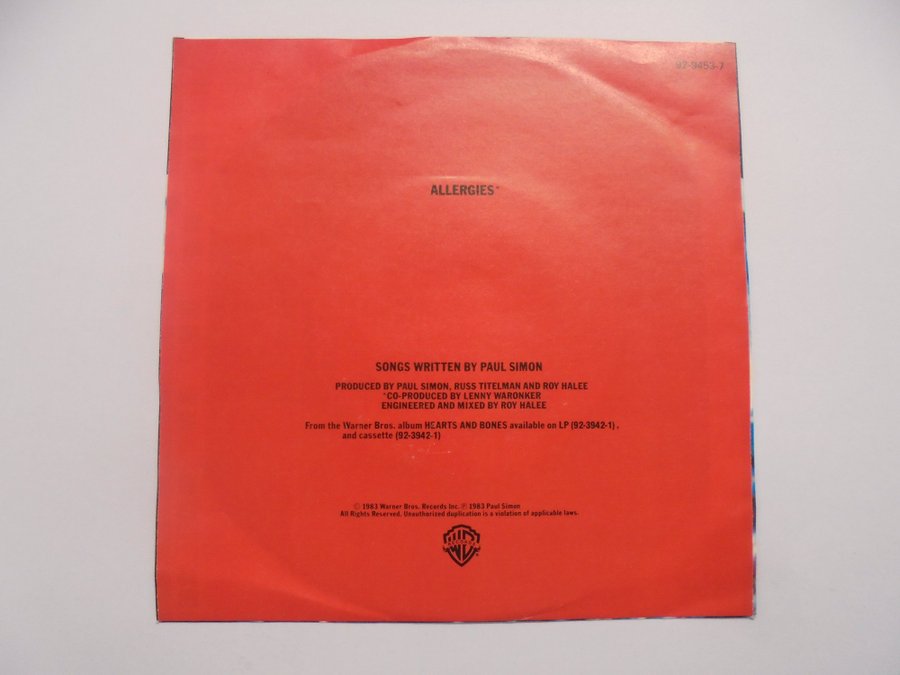 92-9453-7
ALLERGIES*
SONGS WRITTEN BY PAUL SIMON
PRODUCED BY PAUL SIMON, RUSS TITELMAN AND ROY HALEE
*CO-PRODUCED BY LENNY WARONKER
ENGINEERED AND MIXED BY ROY HALEE
From the Warner Bros. album HEARTS AND BONES available on LP (92-3942-1),
and cassette (92-3942-1)
© 1983 Warner Bros. Records Inc. ℗ 1983 Paul Simon
All Rights Reserved. Unauthorized duplication is a violation of applicable laws.
WB
RECORDS